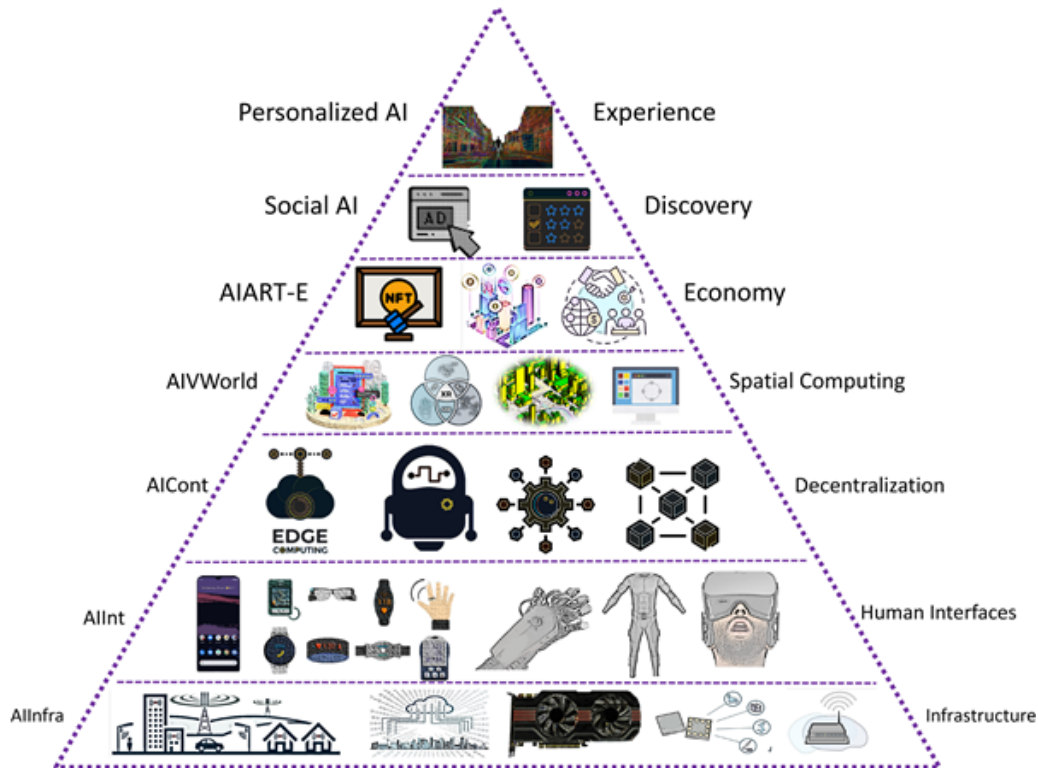 Personalized AI
Experience
Social AI
AD
Discovery
AIART-E
NFT
Economy
AIVWorld
XR
Spatial Computing
AICont
EDGE
COMPUTING
Decentralization
AIInt
Human Interfaces
AIInfra
Infrastructure